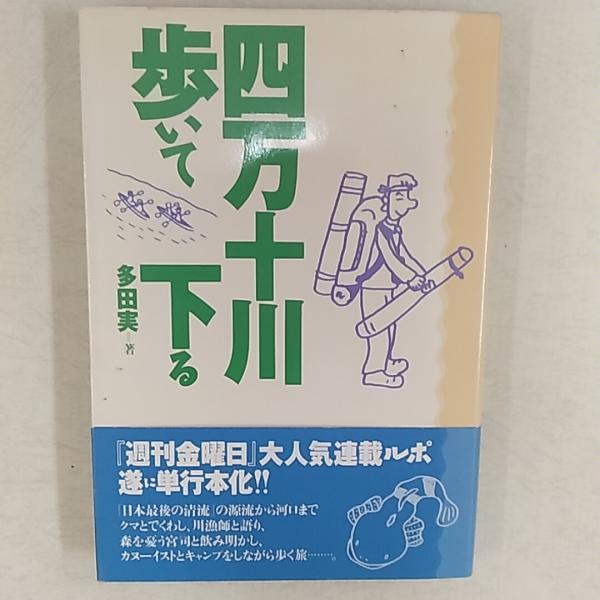 四万十川
歩いて
下る
多田実=著
『週刊金曜日』大人気連載ルポ
遂に単行本化!!
「日本最後の清流」の源流から河口まで
クマとでくわし、川漁師と語り、
森を憂う宮司と飲み明かし、
カヌーイストとキャンプをしながら歩く旅………。